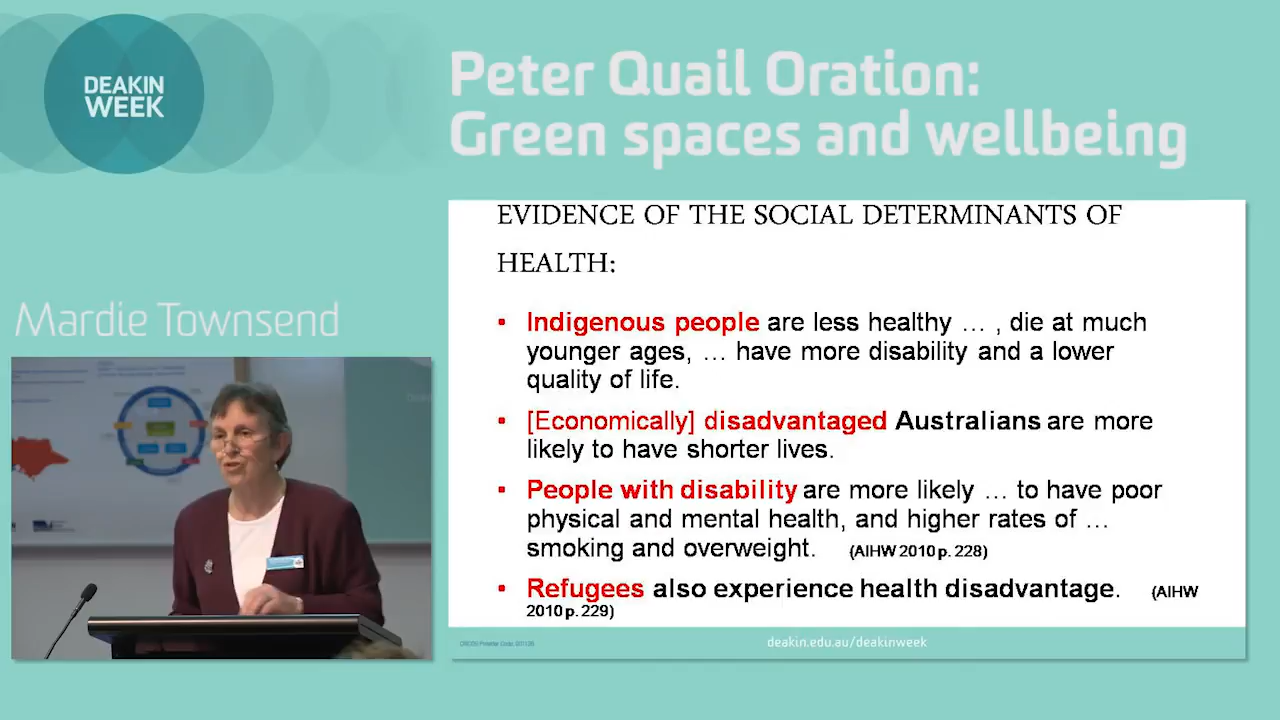 DEAKIN
WEEK
Peter Quail Oration:
Green spaces and wellbeing
Mardie Townsend
EVIDENCE OF THE SOCIAL DETERMINANTS OF
HEALTH:
▪ Indigenous people are less healthy … , die at much
younger ages, … have more disability and a lower
quality of life.
▪ [Economically] disadvantaged Australians are more
likely to have shorter lives.
▪ People with disability are more likely … to have poor
physical and mental health, and higher rates of …
smoking and overweight. (AIHW 2010 p. 228)
▪ Refugees also experience health disadvantage. (AIHW
2010 p. 229)
deakin.edu.au/deakinweek